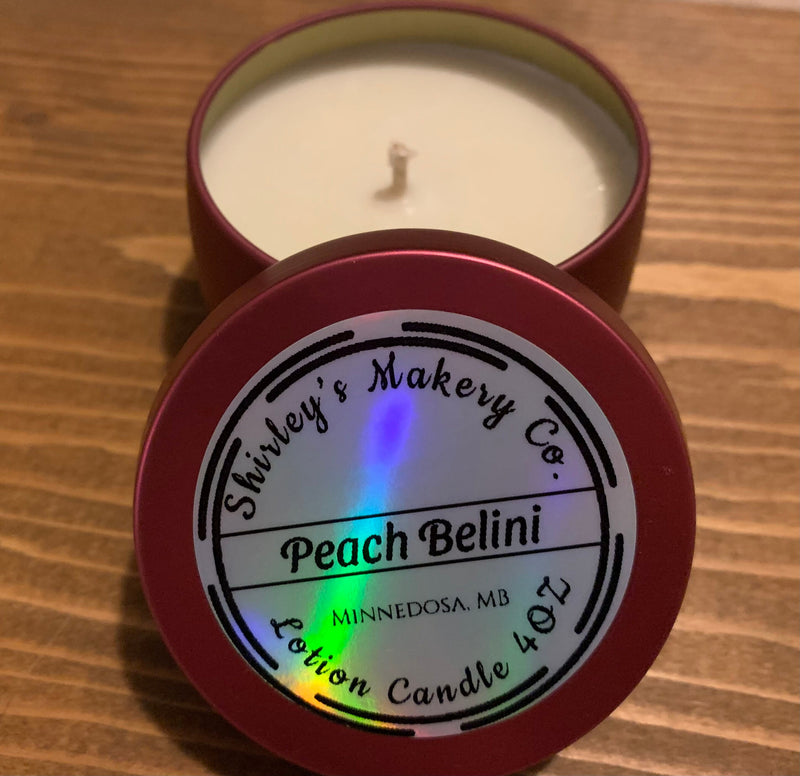 Shirley's Makery Co.
Peach Belini
MINNEDOSA, MB
Lotion Candle 4OZ